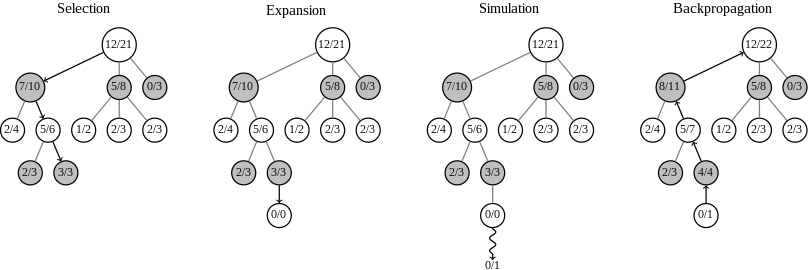 Selection
12/21
7/10 5/8 0/3
2/4 5/6 1/2 2/3 2/3
2/3 3/3
Expansion
12/21
7/10 5/8 0/3
2/4 5/6 1/2 2/3 2/3
2/3 3/3
0/0
Simulation
12/21
7/10 5/8 0/3
2/4 5/6 1/2 2/3 2/3
2/3 3/3
0/0
0/1
Backpropagation
12/22
8/11 5/8 0/3
2/4 5/7 1/2 2/3 2/3
2/3 4/4
0/1